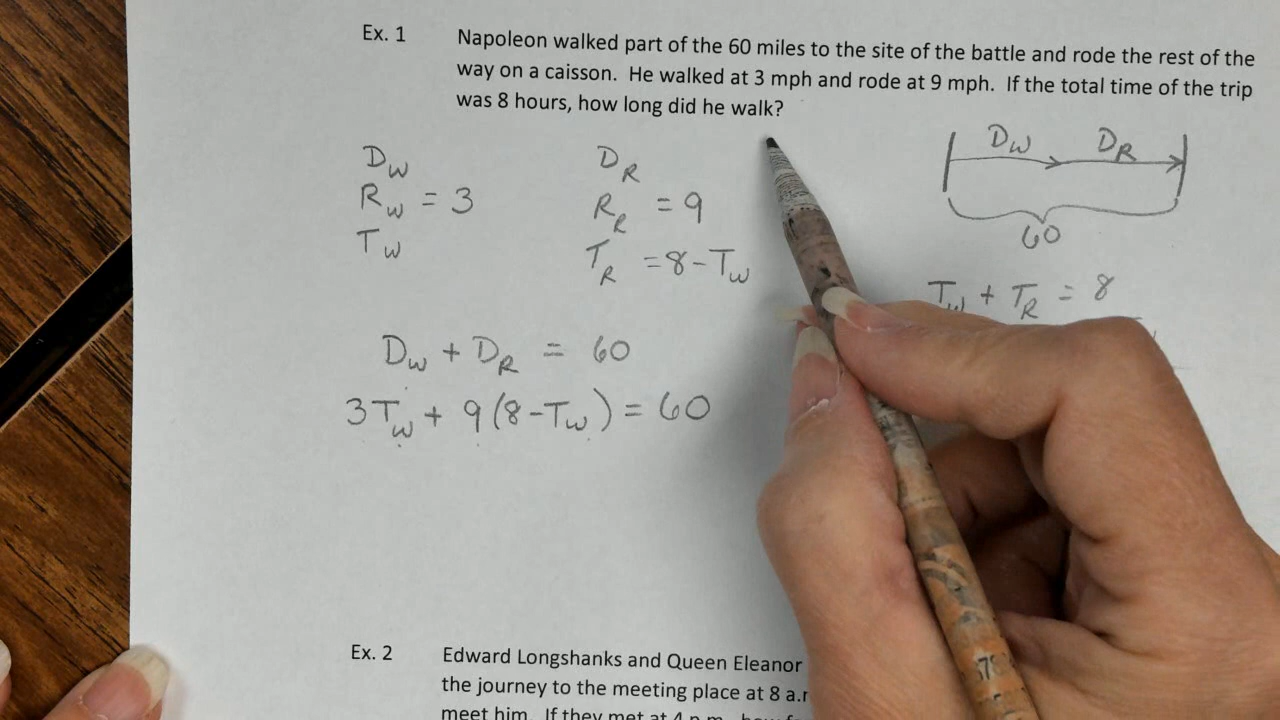 Ex. 1 Napoleon walked part of the 60 miles to the site of the battle and rode the rest of the
way on a caisson. He walked at 3 mph and rode at 9 mph. If the total time of the trip
was 8 hours, how long did he walk?
D_W D_R D_W D_R
R_W = 3 R_R = 9
60
T_W T_R = 8 - T_W
T_W + T_R = 8
D_W + D_R = 60
3T_W + 9(8 - T_W) = 60
Ex. 2 Edward Longshanks and Queen Eleanor
the journey to the meeting place at 8
meet him. If they met at 4 p.m.